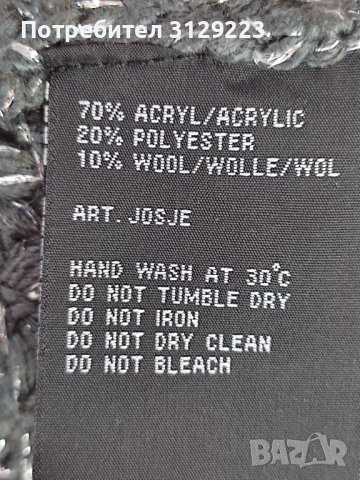 Потребител 3129223.
70% ACRYL/ACRYLIC
20% POLYESTER
10% WOOL/WOLLE/WOL
ART. JOSJE
HAND WASH AT 30°C
DO NOT TUMBLE DRY
DO NOT IRON
DO NOT DRY CLEAN
DO NOT BLEACH
BAZAR